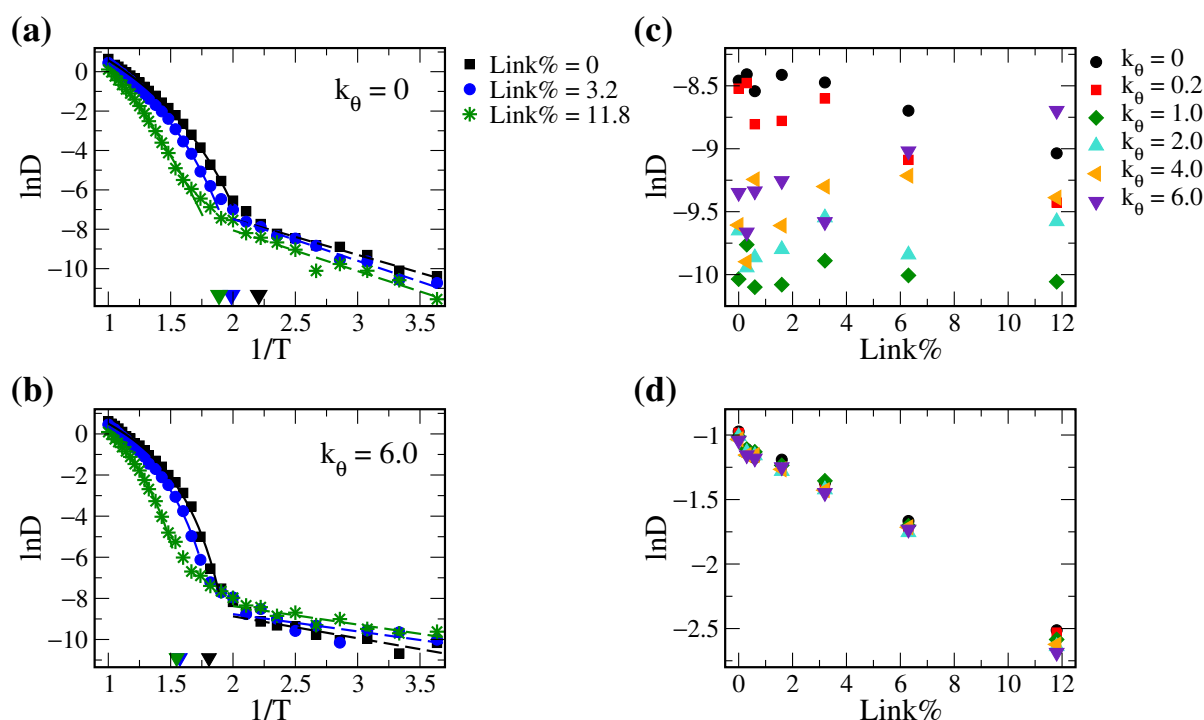 (a)
0
−2
−4
−6
−8
−10
lnD
k_θ = 0
1 1.5 2 2.5 3 3.5
1/T
Link% = 0
Link% = 3.2
Link% = 11.8
(c)
−8.5
−9
−9.5
−10
lnD
0 2 4 6 8 10 12
Link%
k_θ = 0
k_θ = 0.2
k_θ = 1.0
k_θ = 2.0
k_θ = 4.0
k_θ = 6.0
(b)
0
−2
−4
−6
−8
−10
lnD
k_θ = 6.0
1 1.5 2 2.5 3 3.5
1/T
(d)
−1
−1.5
−2
−2.5
lnD
0 2 4 6 8 10 12
Link%